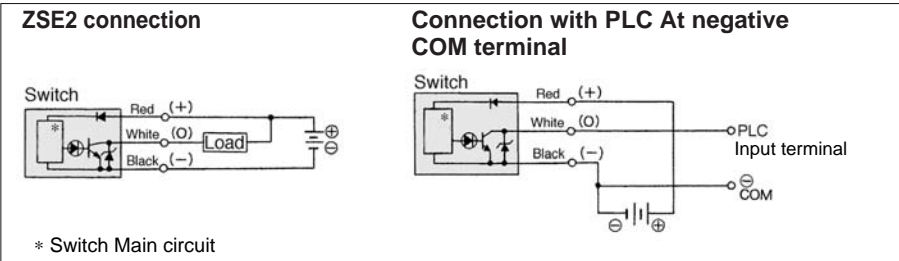 ZSE2 connection
Switch
*
Red (+)
White (O)
Load
Black (−)
⊕
⊖
* Switch Main circuit
Connection with PLC At negative
COM terminal
Switch
*
Red (+)
White (O)
PLC
Input terminal
Black (−)
⊖
COM
⊖
⊕